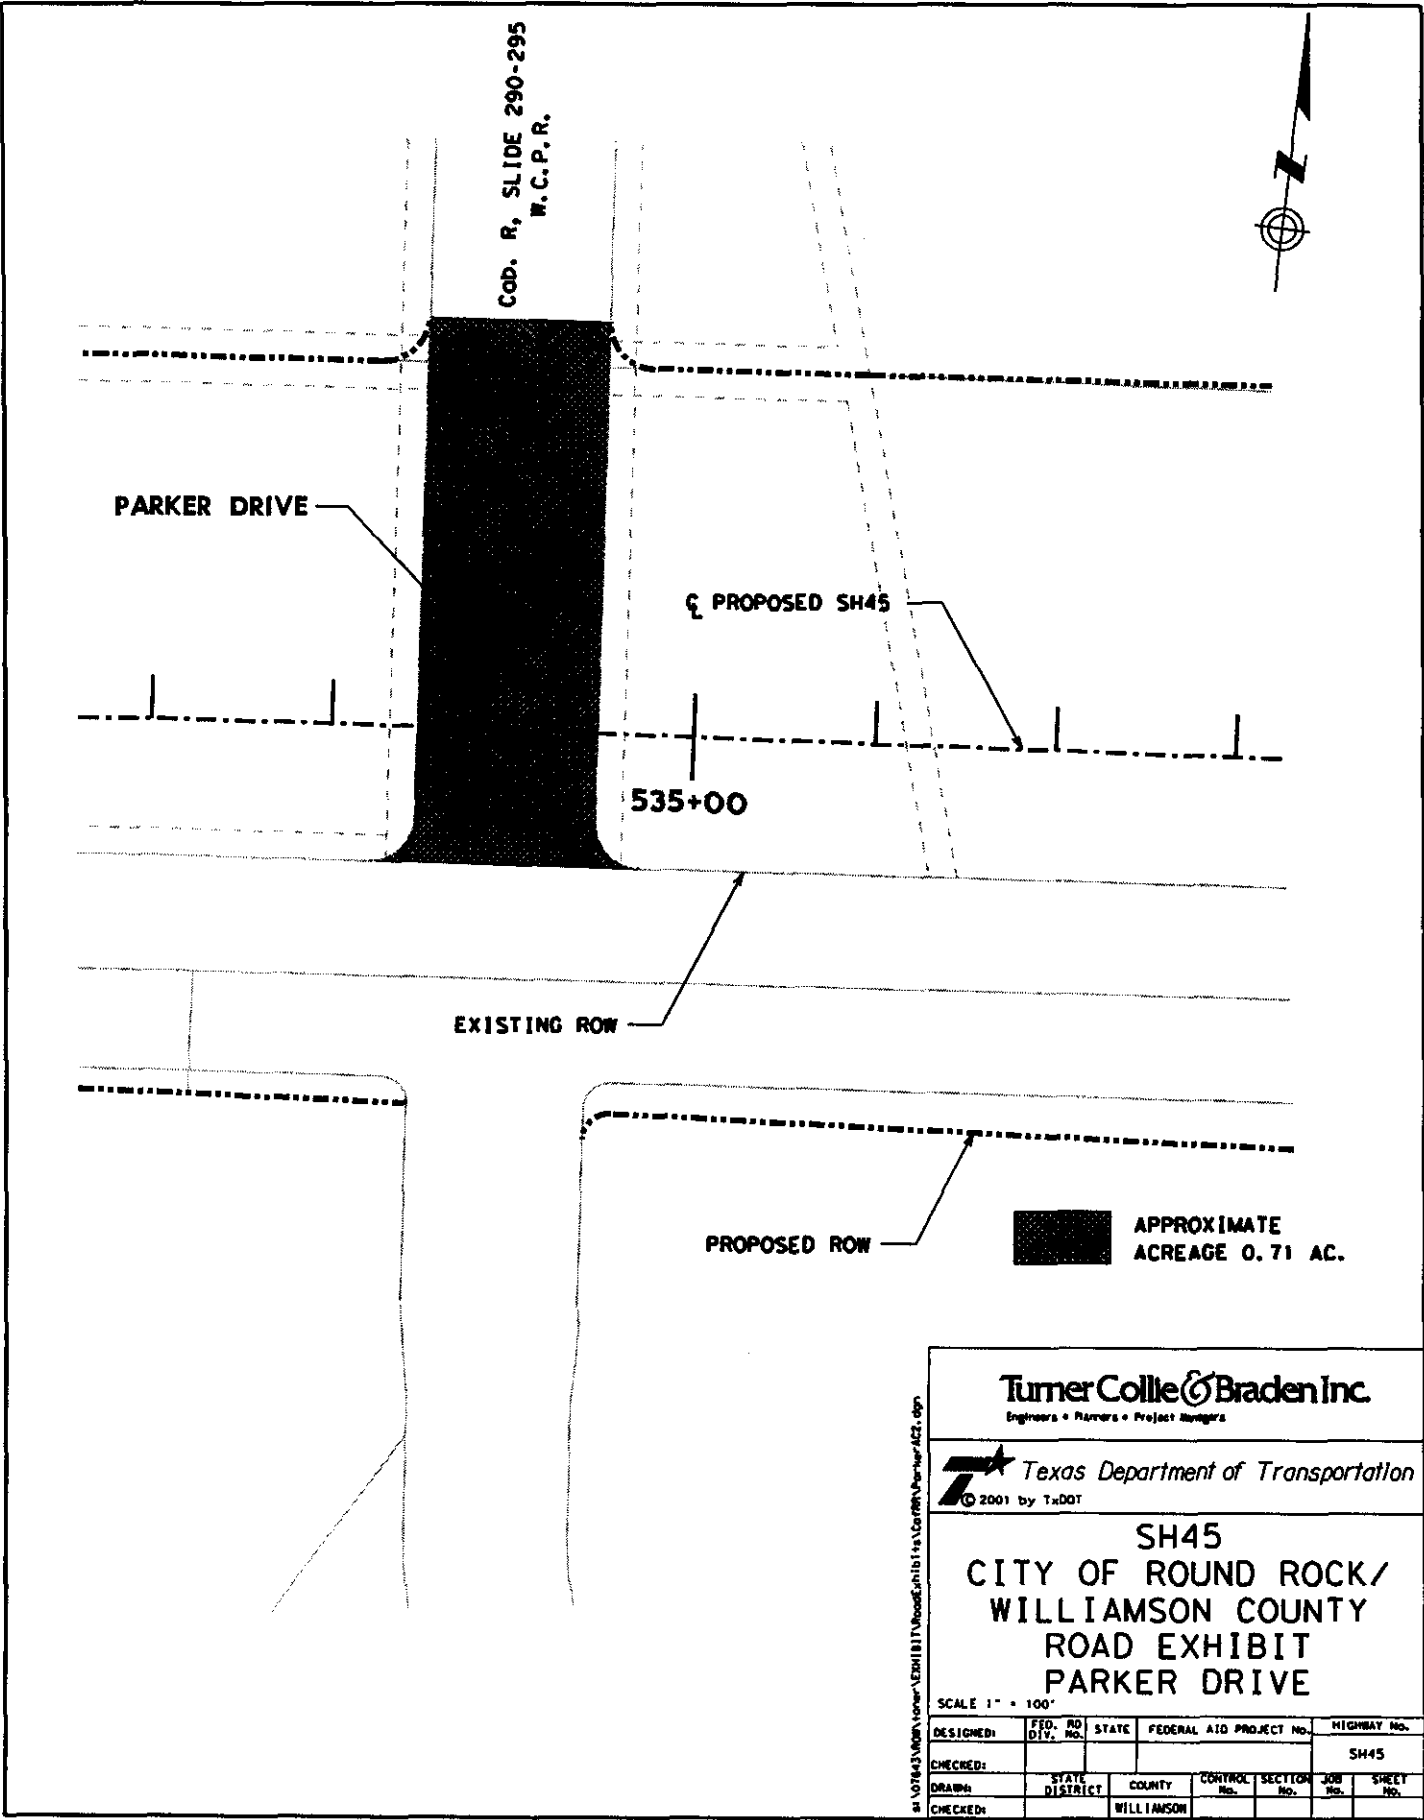 Cab. R, SLIDE 290-295
W.C.P.R.
N
PARKER DRIVE
℄ PROPOSED SH45
535+00
EXISTING ROW
PROPOSED ROW
APPROXIMATE
ACREAGE 0.71 AC.
Turner Collie & Braden Inc.
Engineers • Planners • Project Managers
Texas Department of Transportation
© 2001 by TxDOT
SH45
CITY OF ROUND ROCK/
WILLIAMSON COUNTY
ROAD EXHIBIT
PARKER DRIVE
SCALE 1" = 100'
DESIGNED: FED. RD DIV. No. STATE FEDERAL AID PROJECT No. HIGHWAY No.
CHECKED: SH45
DRAWN: STATE DISTRICT COUNTY CONTROL No. SECTION No. JOB No. SHEET No.
CHECKED: WILLIAMSON